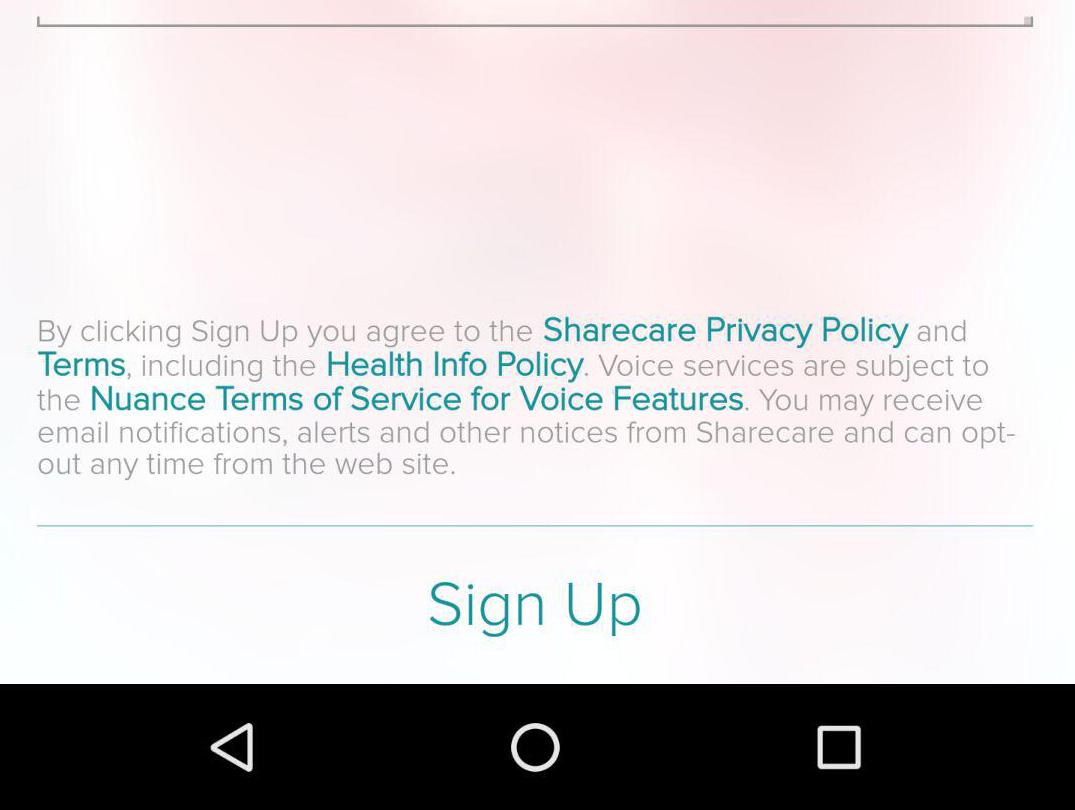 By clicking Sign Up you agree to the Sharecare Privacy Policy and
Terms, including the Health Info Policy. Voice services are subject to
the Nuance Terms of Service for Voice Features. You may receive
email notifications, alerts and other notices from Sharecare and can opt-
out any time from the web site.
Sign Up